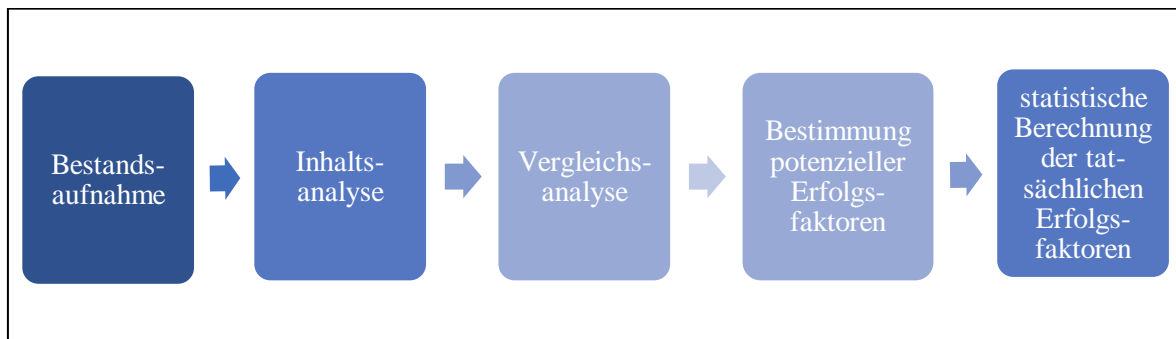 Bestands-
aufnahme
Inhalts-
analyse
Vergleichs-
analyse
Bestimmung
potenzieller
Erfolgs-
faktoren
statistische
Berechnung
der tat-
sächlichen
Erfolgs-
faktoren